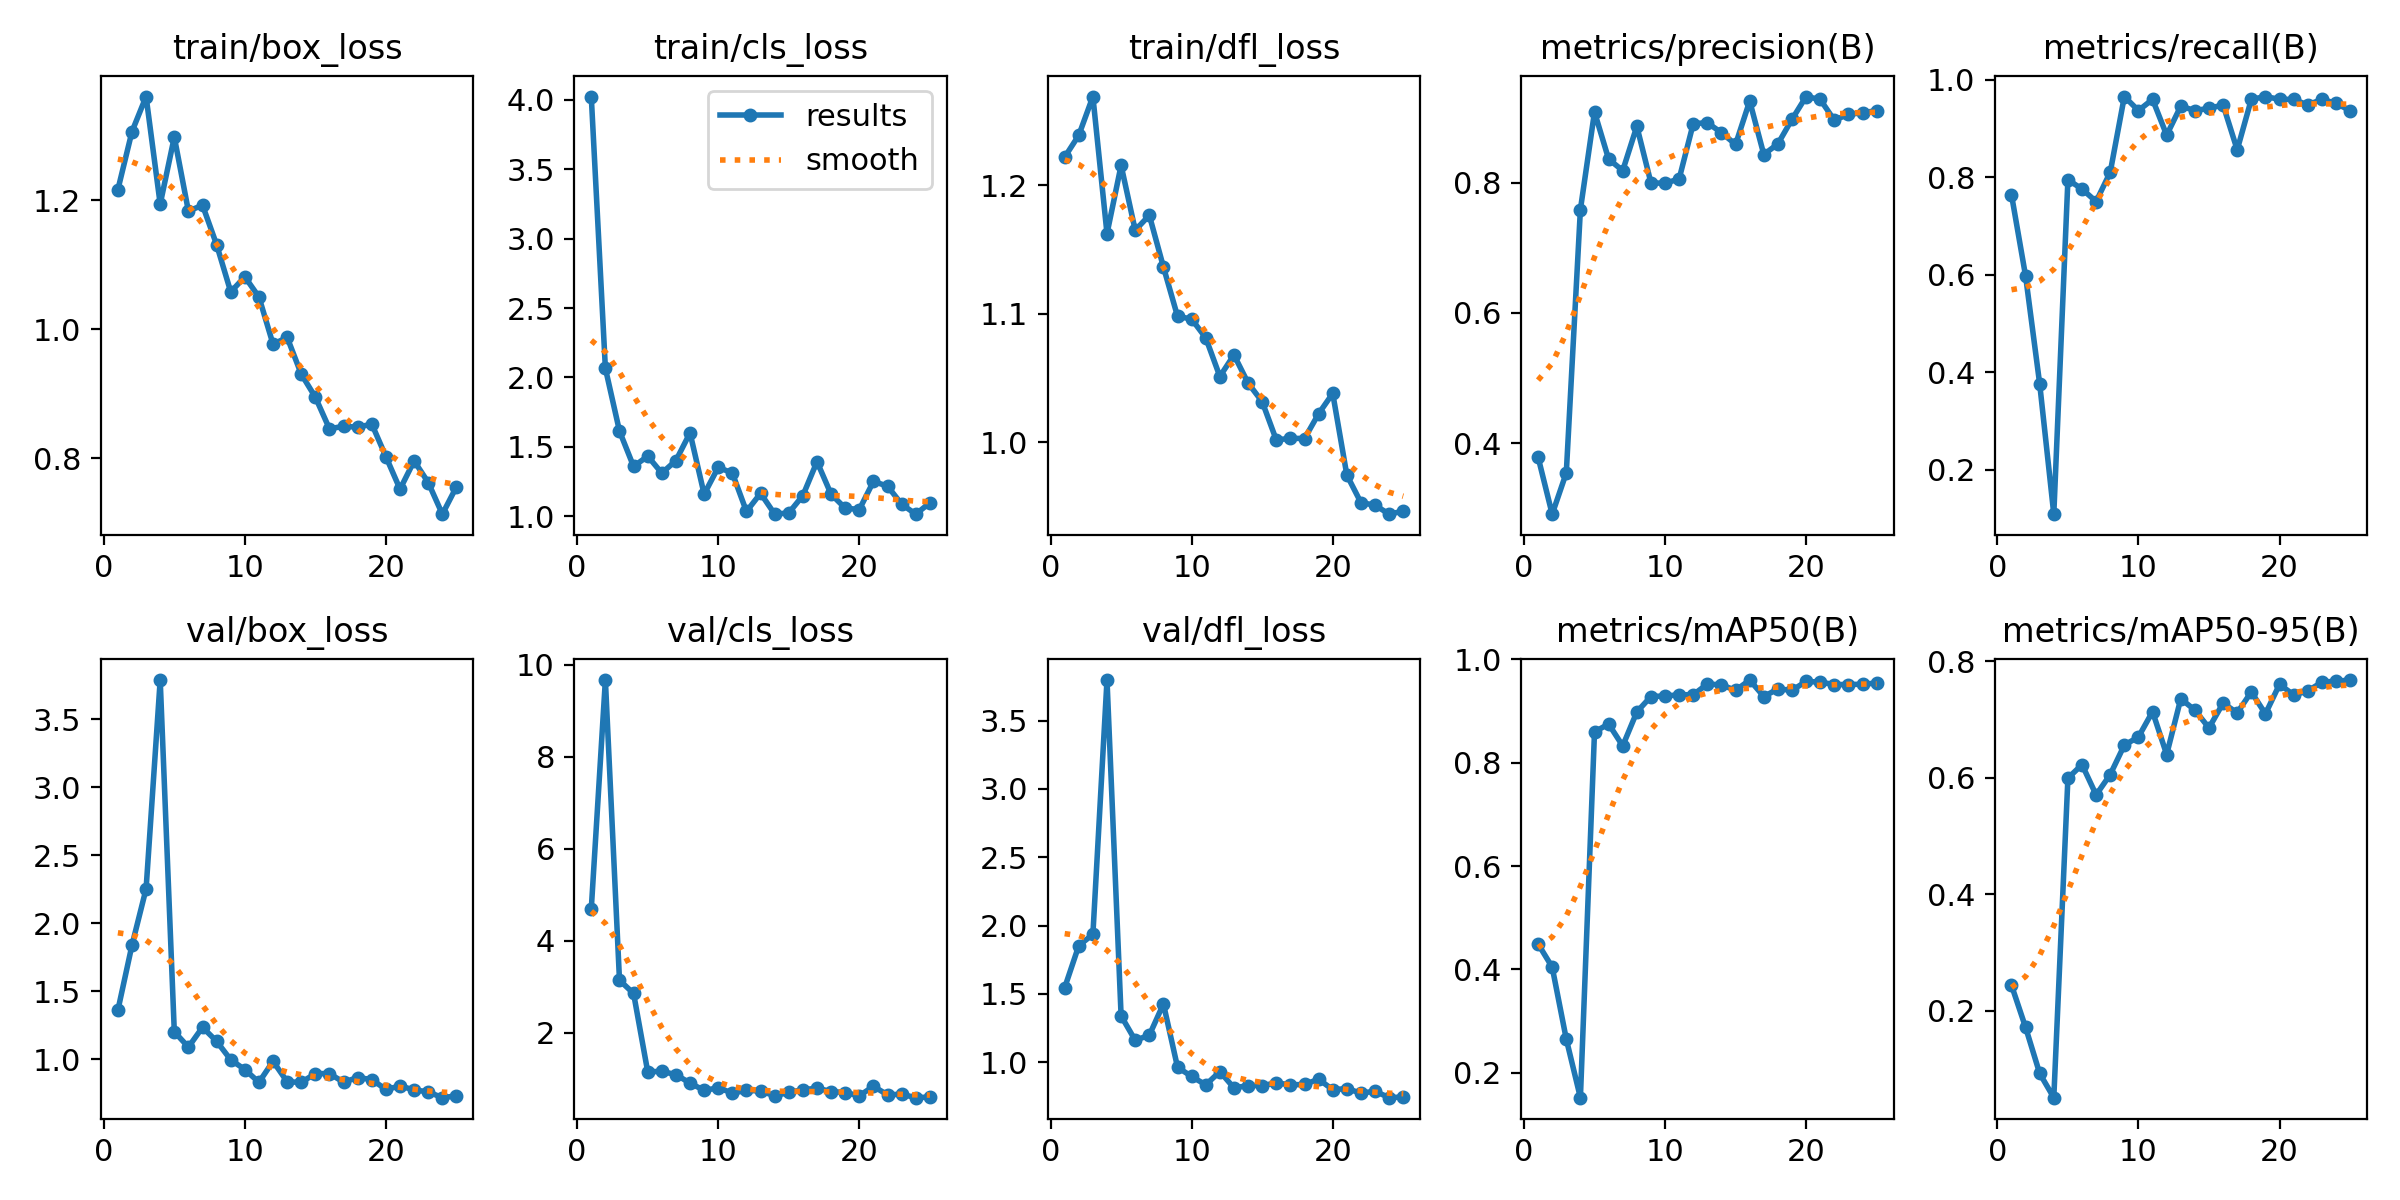 train/box_loss
1.2
1.0
0.8
0 10 20
train/cls_loss
results
smooth
4.0
3.5
3.0
2.5
2.0
1.5
1.0
0 10 20
train/dfl_loss
1.2
1.1
1.0
0 10 20
metrics/precision(B)
0.8
0.6
0.4
0 10 20
metrics/recall(B)
1.0
0.8
0.6
0.4
0.2
0 10 20
val/box_loss
3.5
3.0
2.5
2.0
1.5
1.0
0 10 20
val/cls_loss
10
8
6
4
2
0 10 20
val/dfl_loss
3.5
3.0
2.5
2.0
1.5
1.0
0 10 20
metrics/mAP50(B)
1.0
0.8
0.6
0.4
0.2
0 10 20
metrics/mAP50-95(B)
0.8
0.6
0.4
0.2
0 10 20